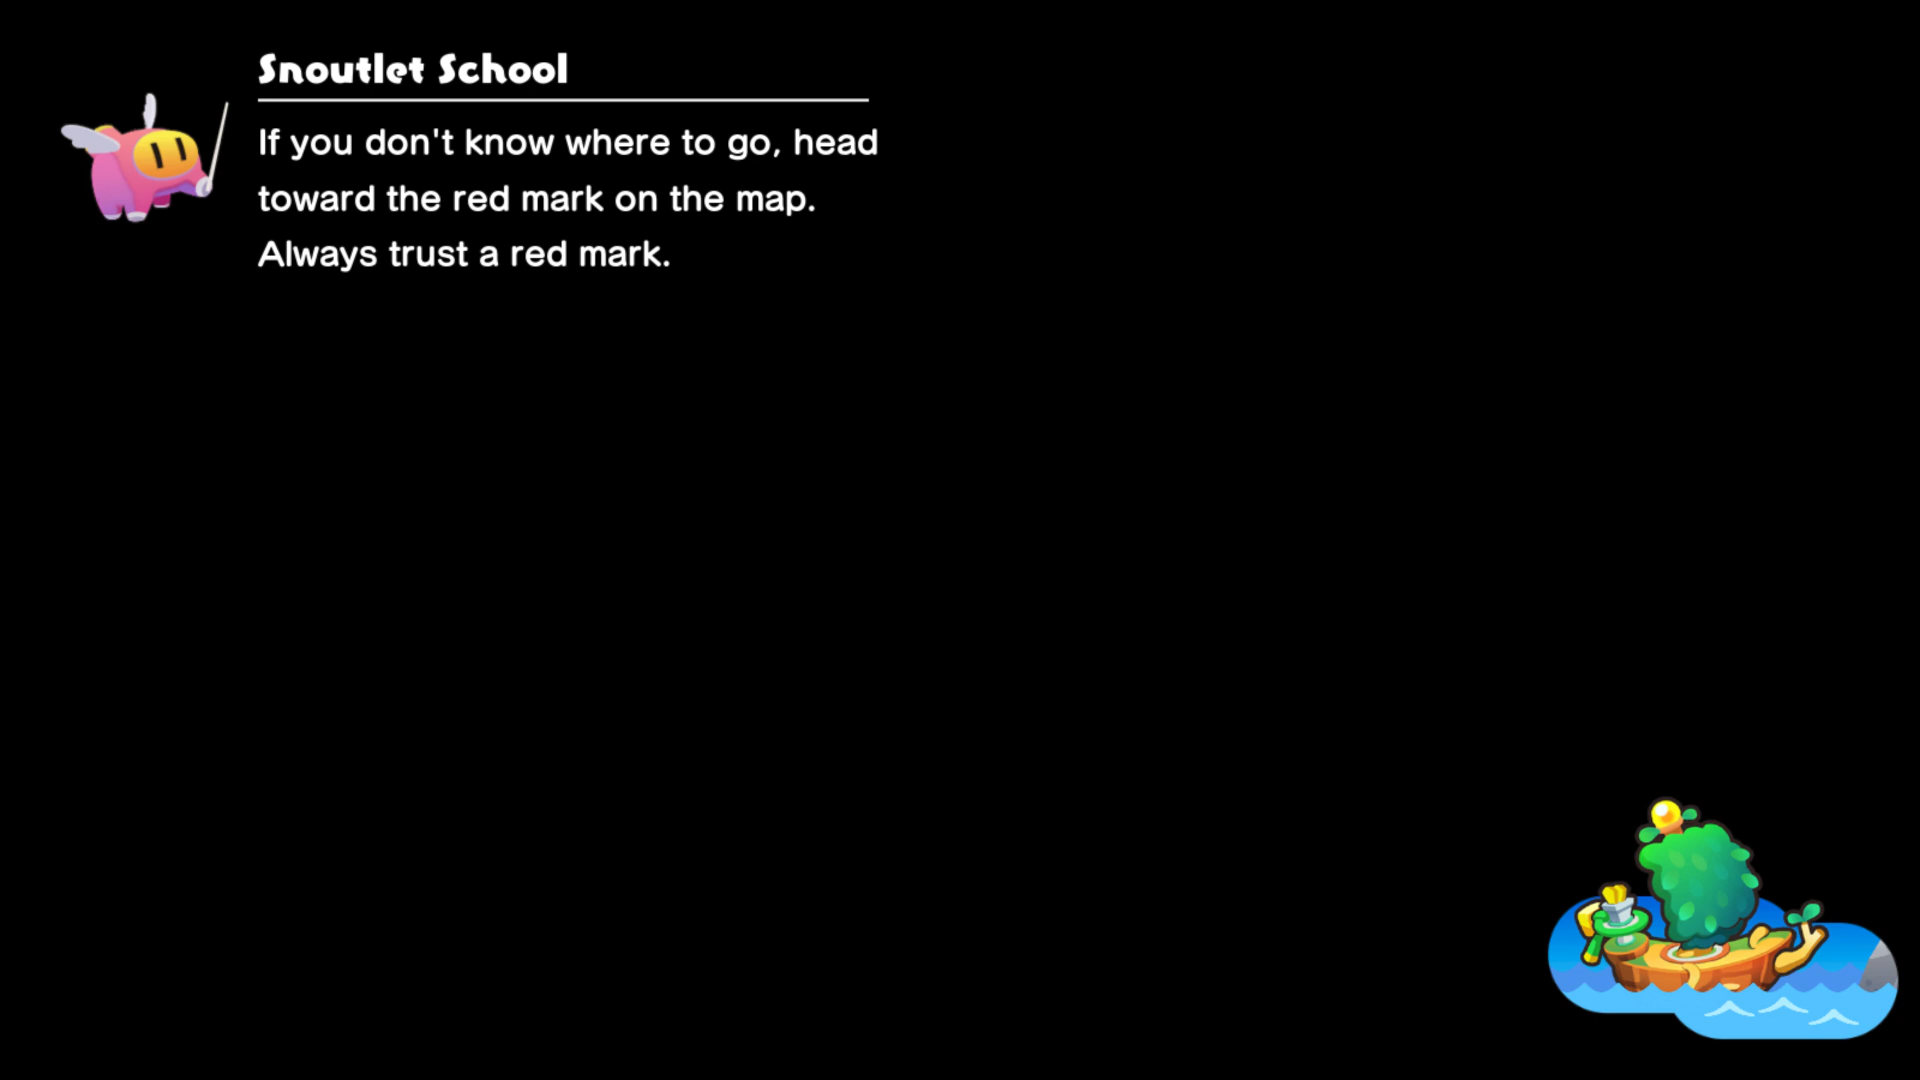 Snoutlet School
If you don't know where to go, head
toward the red mark on the map.
Always trust a red mark.